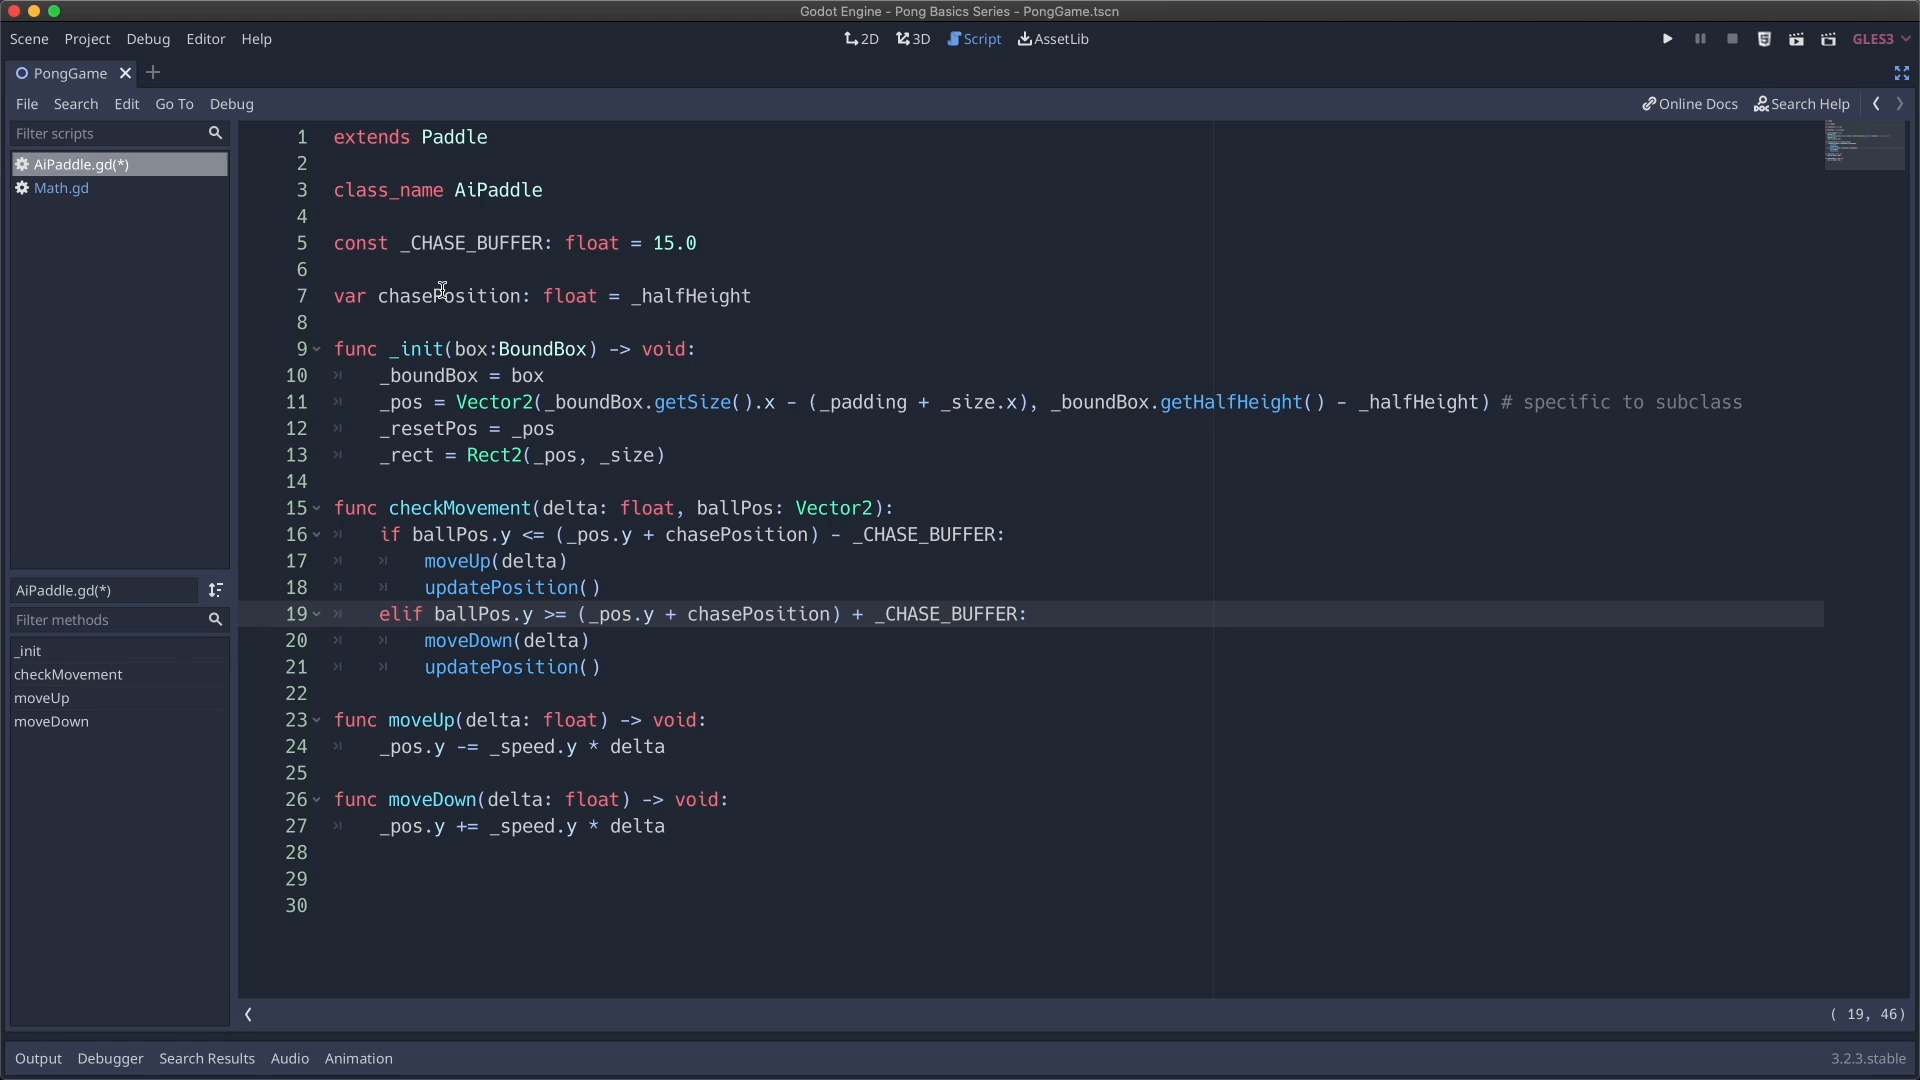 Godot Engine - Pong Basics Series - PongGame.tscn
Scene Project Debug Editor Help 2D 3D Script AssetLib GLES3
PongGame
File Search Edit Go To Debug Online Docs Search Help
Filter scripts
AiPaddle.gd(*)
Math.gd
AiPaddle.gd(*)
Filter methods
_init
checkMovement
moveUp
moveDown
1 extends Paddle
2
3 class_name AiPaddle
4
5 const _CHASE_BUFFER: float = 15.0
6
7 var chasePosition: float = _halfHeight
8
9 func _init(box:BoundBox) -> void:
10 _boundBox = box
11 _pos = Vector2(_boundBox.getSize().x - (_padding + _size.x), _boundBox.getHalfHeight() - _halfHeight) # specific to subclass
12 _resetPos = _pos
13 _rect = Rect2(_pos, _size)
14
15 func checkMovement(delta: float, ballPos: Vector2):
16 if ballPos.y <= (_pos.y + chasePosition) - _CHASE_BUFFER:
17 moveUp(delta)
18 updatePosition()
19 elif ballPos.y >= (_pos.y + chasePosition) + _CHASE_BUFFER:
20 moveDown(delta)
21 updatePosition()
22
23 func moveUp(delta: float) -> void:
24 _pos.y -= _speed.y * delta
25
26 func moveDown(delta: float) -> void:
27 _pos.y += _speed.y * delta
28
29
30
( 19, 46)
Output Debugger Search Results Audio Animation 3.2.3.stable